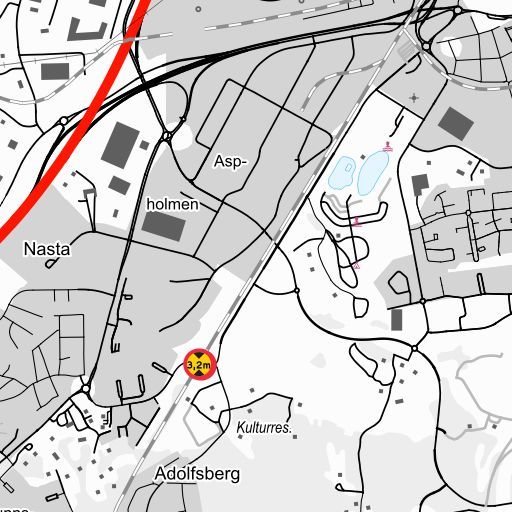 Asp-
holmen
Nasta
3,2m
Kulturres.
Adolfsberg